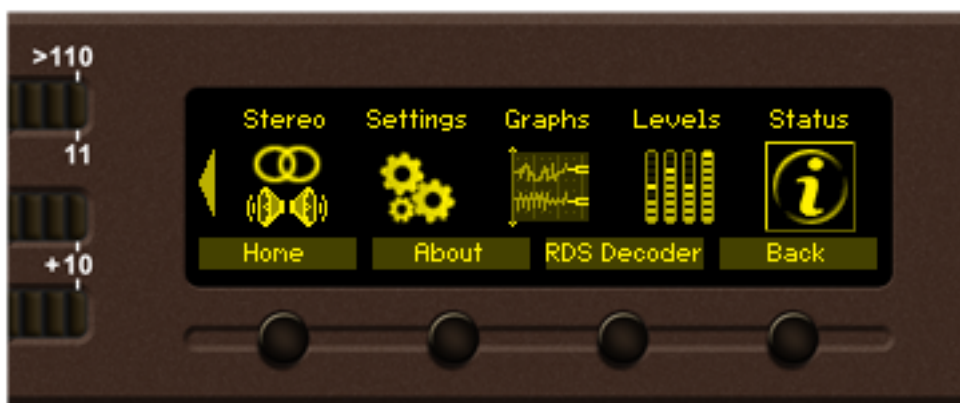 >110
11
+10
Stereo Settings Graphs Levels Status
Home About RDS Decoder Back